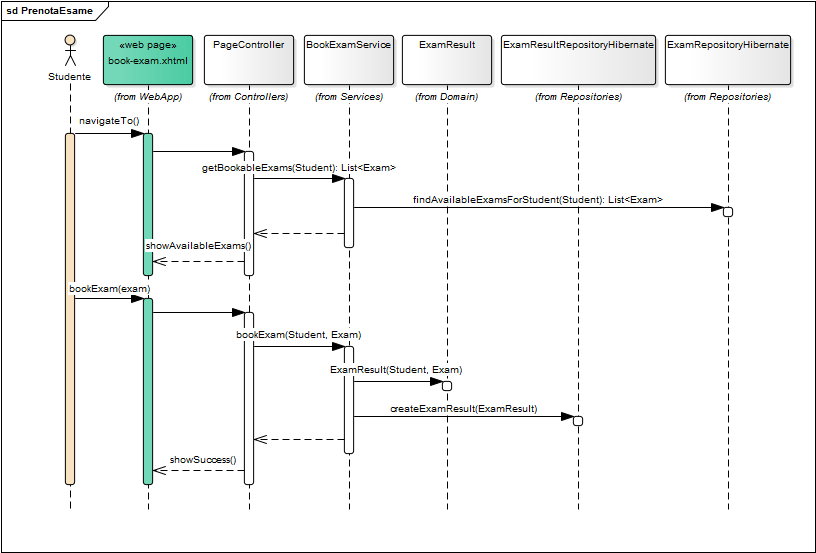 sd PrenotaEsame
Studente
«web page»
book-exam.xhtml
PageController
BookExamService
ExamResult
ExamResultRepositoryHibernate
ExamRepositoryHibernate
(from WebApp)
(from Controllers)
(from Services)
(from Domain)
(from Repositories)
(from Repositories)
navigateTo()
getBookableExams(Student): List<Exam>
findAvailableExamsForStudent(Student): List<Exam>
showAvailableExams()
bookExam(exam)
bookExam(Student, Exam)
ExamResult(Student, Exam)
createExamResult(ExamResult)
showSuccess()